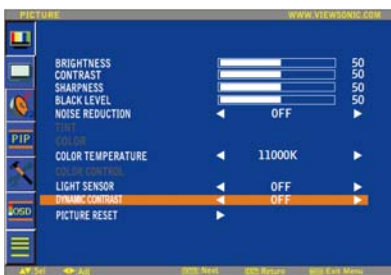 PICTURE WWW.VIEWSONIC.COM
BRIGHTNESS 50
CONTRAST 50
SHARPNESS 50
BLACK LEVEL 50
NOISE REDUCTION OFF
TINT
COLOR
COLOR TEMPERATURE 11000K
COLOR CONTROL
LIGHT SENSOR OFF
DYNAMIC CONTRAST OFF
PICTURE RESET
PIP
OSD
Sel Adj Next Return Exit Menu